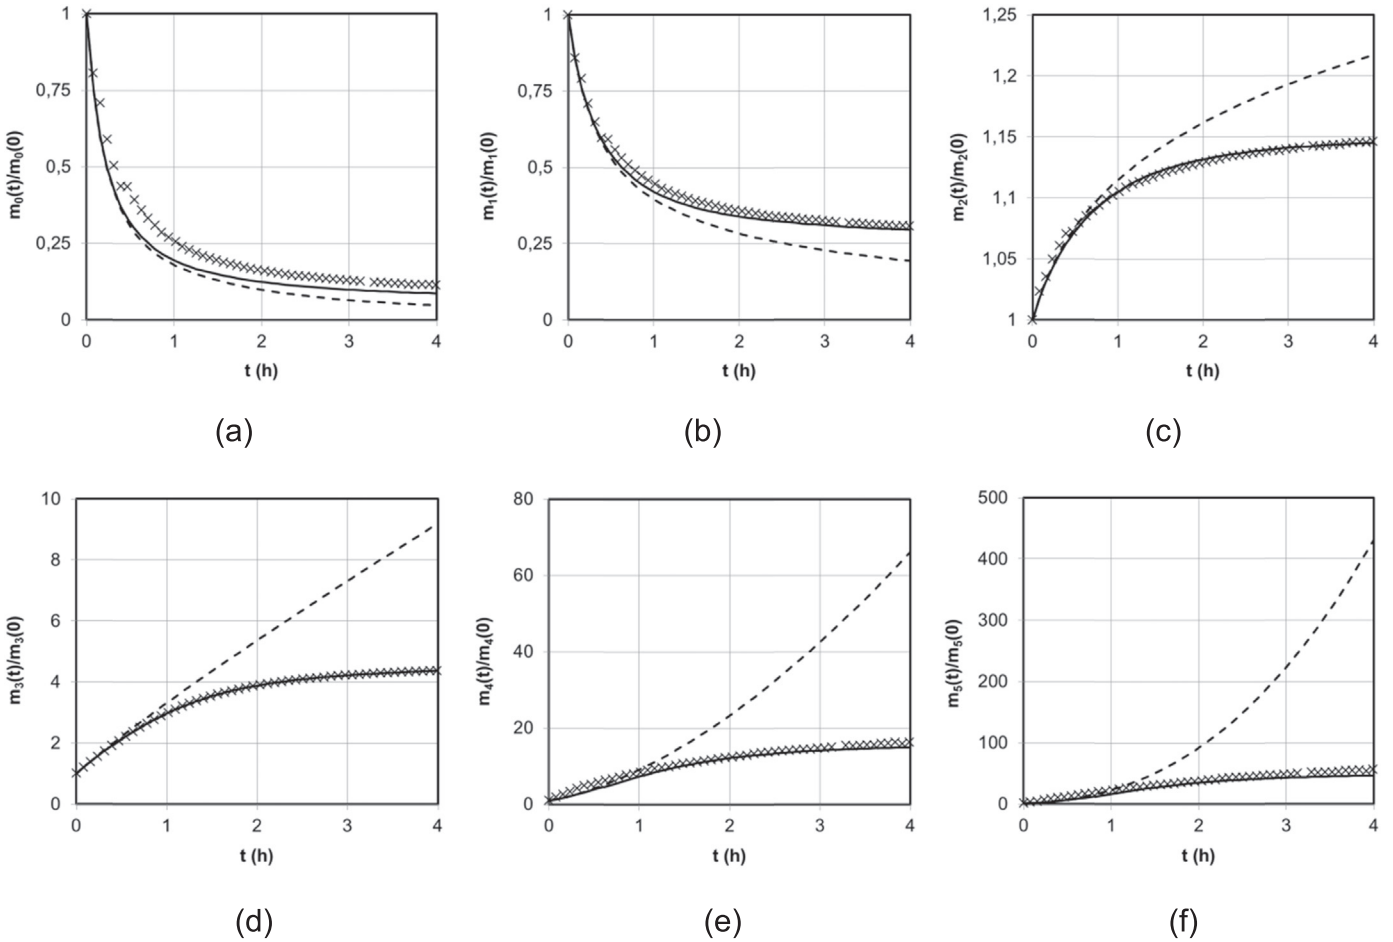 m0(t)/m0(0)
1
0,75
0,5
0,25
0
0 1 2 3 4
t (h)
(a)
m1(t)/m1(0)
1
0,75
0,5
0,25
0
0 1 2 3 4
t (h)
(b)
m2(t)/m2(0)
1,25
1,2
1,15
1,1
1,05
1
0 1 2 3 4
t (h)
(c)
m3(t)/m3(0)
10
8
6
4
2
0
0 1 2 3 4
t (h)
(d)
m4(t)/m4(0)
80
60
40
20
0
0 1 2 3 4
t (h)
(e)
m5(t)/m5(0)
500
400
300
200
100
0
0 1 2 3 4
t (h)
(f)